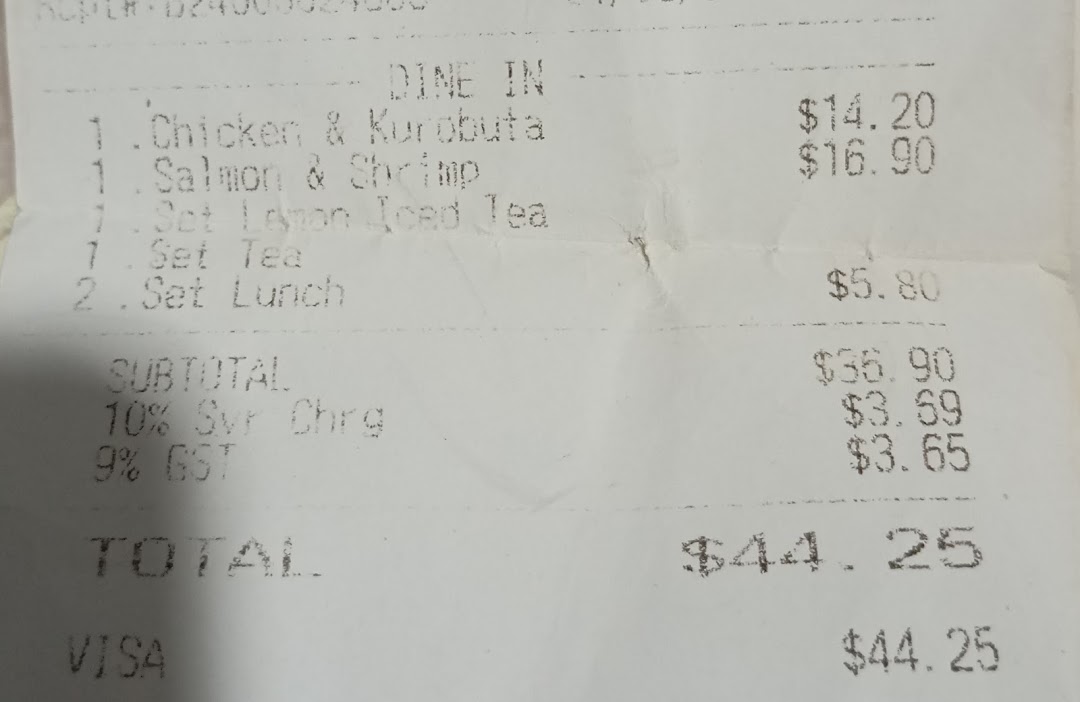 DINE IN
1 .Chicken & Kurobuta $14.20
1 .Salmon & Shrimp $16.90
1 .Set Lemon Iced Tea
1 .Set Tea
2 .Set Lunch $5.80
SUBTOTAL $36.90
10% Svr Chrg $3.69
9% GST $3.65
TOTAL $44.25
VISA $44.25